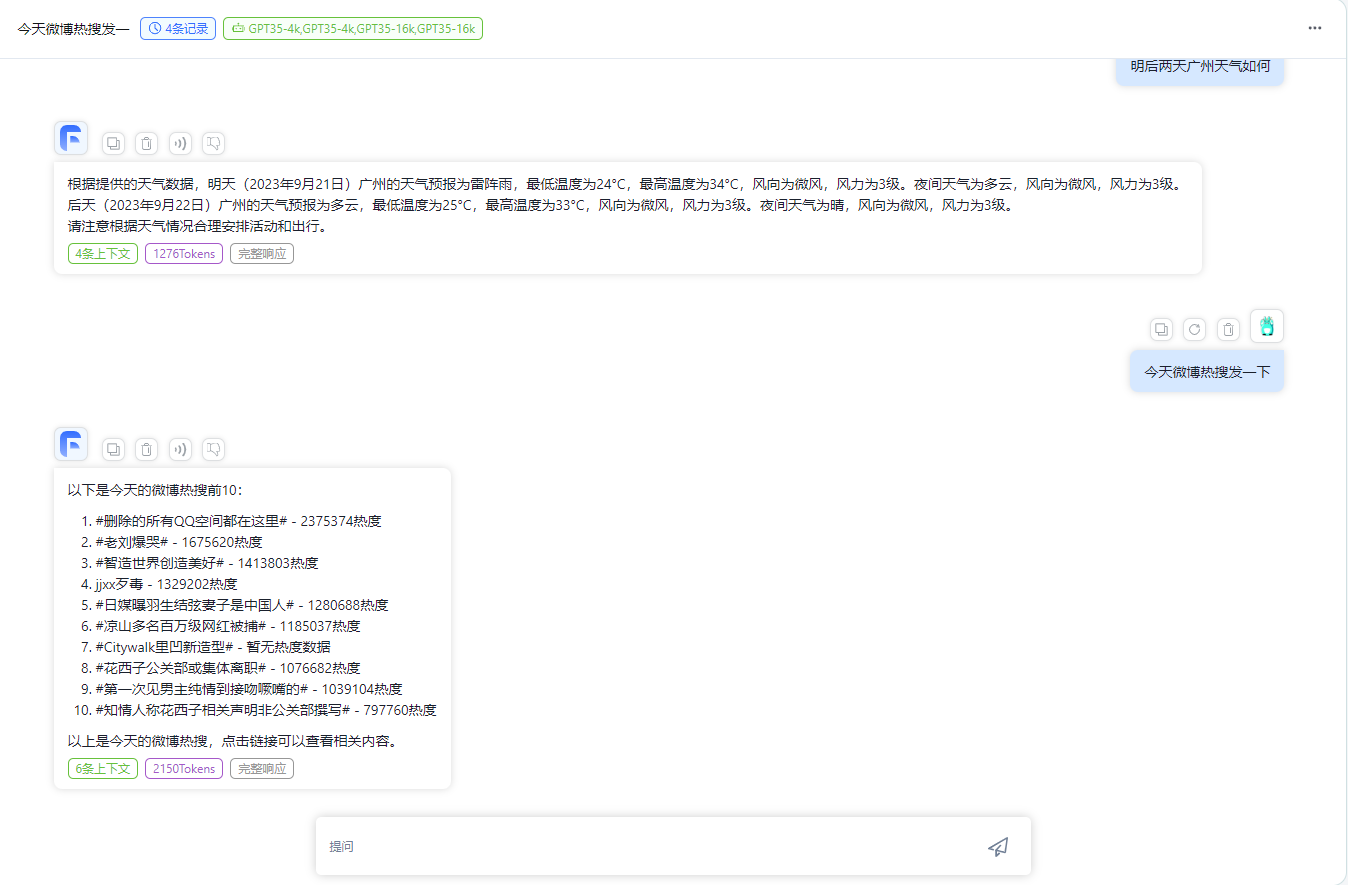 今天微博热搜发一
4条记录
GPT35-4k,GPT35-4k,GPT35-16k,GPT35-16k
明后两天广州天气如何
根据提供的天气数据，明天（2023年9月21日）广州的天气预报为雷阵雨，最低温度为24°C，最高温度为34°C，风向为微风，风力为3级。夜间天气为多云，风向为微风，风力为3级。
后天（2023年9月22日）广州的天气预报为多云，最低温度为25°C，最高温度为33°C，风向为微风，风力为3级。夜间天气为晴，风向为微风，风力为3级。
请注意根据天气情况合理安排活动和出行。
4条上下文
1276Tokens
完整响应
今天微博热搜发一下
以下是今天的微博热搜前10：
1. #删除的所有QQ空间都在这里# - 2375374热度
2. #老刘爆哭# - 1675620热度
3. #智造世界创造美好# - 1413803热度
4. jjxx歹毒 - 1329202热度
5. #日媒曝羽生结弦妻子是中国人# - 1280688热度
6. #凉山多名百万级网红被捕# - 1185037热度
7. #Citywalk里凹新造型# - 暂无热度数据
8. #花西子公关部或集体离职# - 1076682热度
9. #第一次见男主纯情到接吻噘嘴的# - 1039104热度
10. #知情人称花西子相关声明非公关部撰写# - 797760热度
以上是今天的微博热搜，点击链接可以查看相关内容。
6条上下文
2150Tokens
完整响应
提问